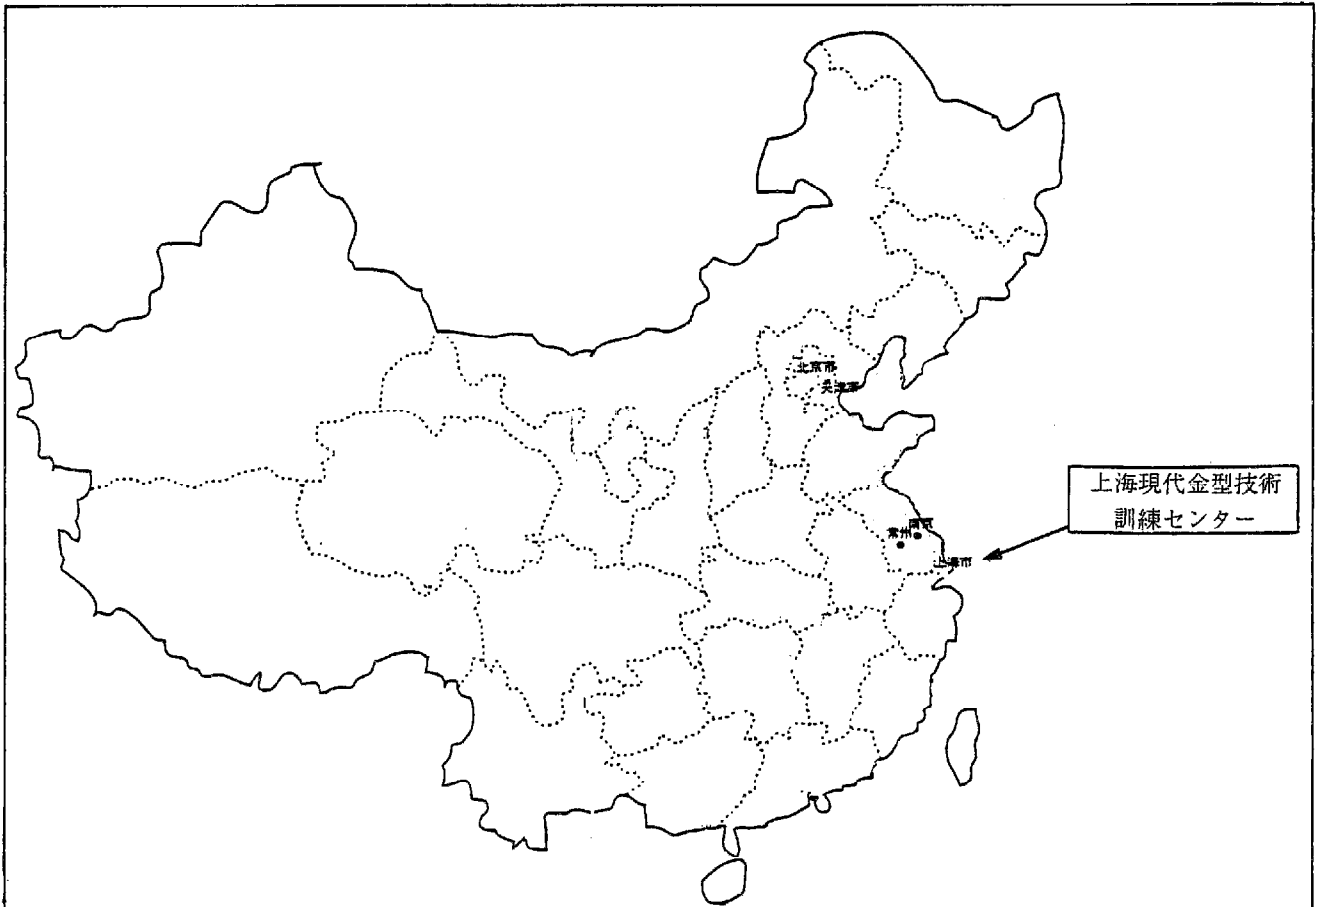 北京市
天津市
上海現代金型技術
訓練センター
南京
常州
上海市